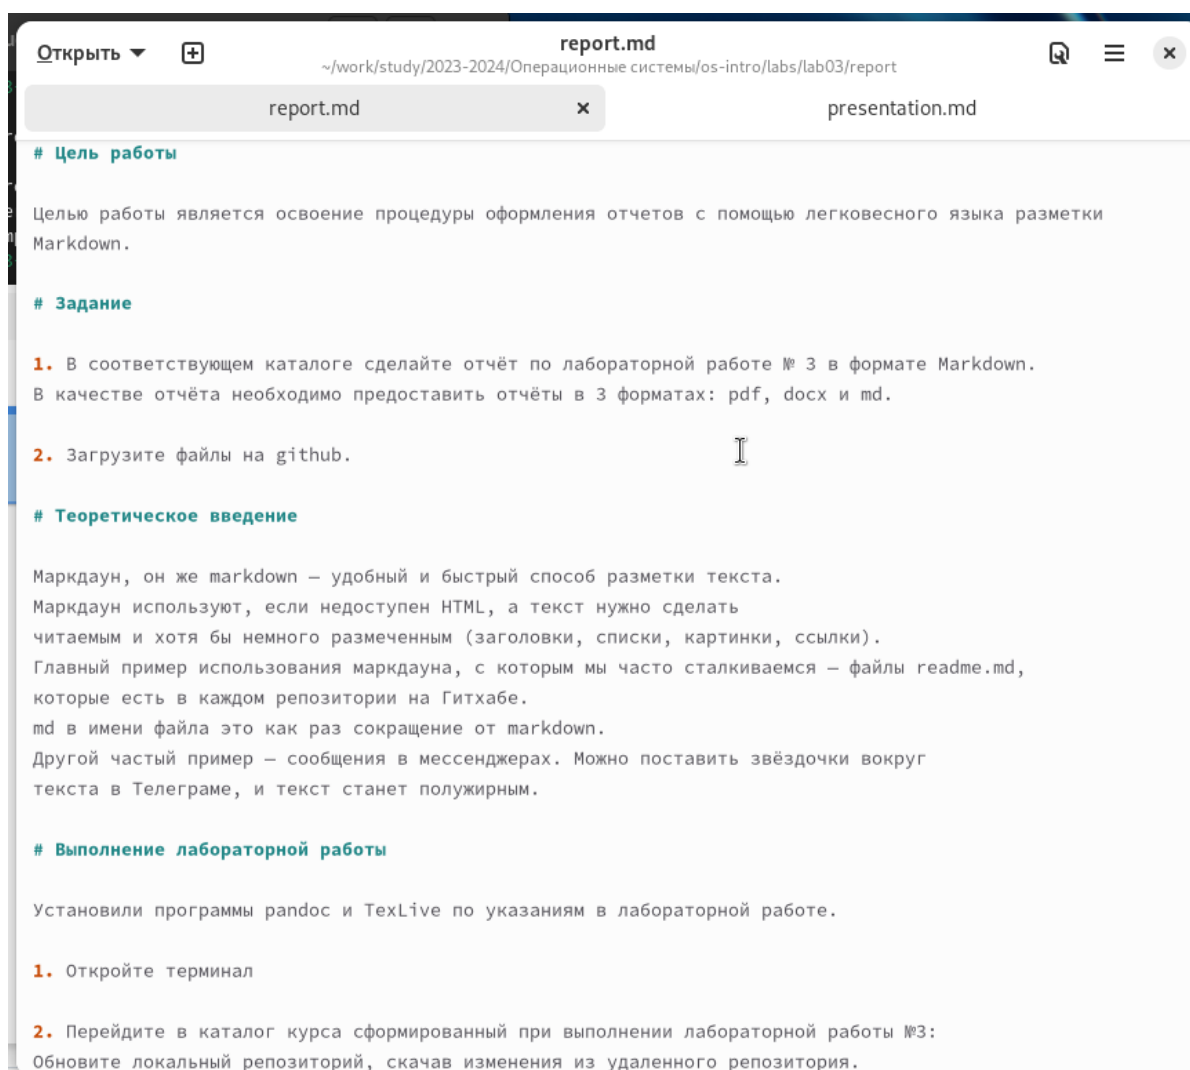 Открыть
report.md
~/work/study/2023-2024/Операционные системы/os-intro/labs/lab03/report
report.md
presentation.md
# Цель работы
Целью работы является освоение процедуры оформления отчетов с помощью легковесного языка разметки
Markdown.
# Задание
1. В соответствующем каталоге сделайте отчёт по лабораторной работе № 3 в формате Markdown.
В качестве отчёта необходимо предоставить отчёты в 3 форматах: pdf, docx и md.
2. Загрузите файлы на github.
# Теоретическое введение
Маркдаун, он же markdown — удобный и быстрый способ разметки текста.
Маркдаун используют, если недоступен HTML, а текст нужно сделать
читаемым и хотя бы немного размеченным (заголовки, списки, картинки, ссылки).
Главный пример использования маркдауна, с которым мы часто сталкиваемся — файлы readme.md,
которые есть в каждом репозитории на Гитхабе.
md в имени файла это как раз сокращение от markdown.
Другой частый пример — сообщения в мессенджерах. Можно поставить звёздочки вокруг
текста в Телеграме, и текст станет полужирным.
# Выполнение лабораторной работы
Установили программы pandoc и TexLive по указаниям в лабораторной работе.
1. Откройте терминал
2. Перейдите в каталог курса сформированный при выполнении лабораторной работы №3:
Обновите локальный репозиторий, скачав изменения из удаленного репозитория.